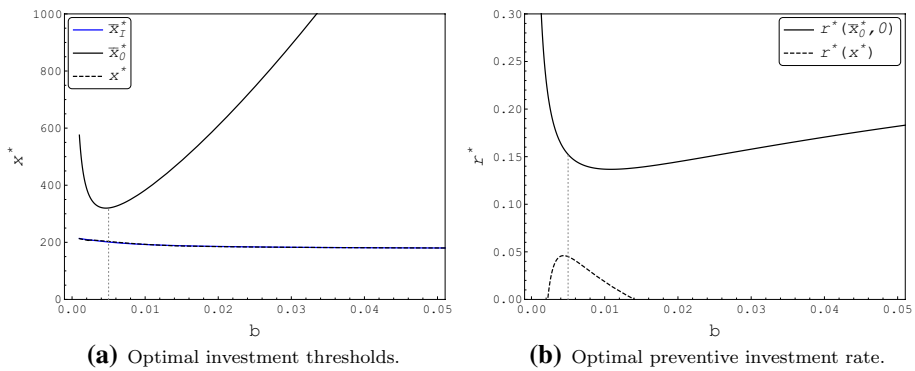 1000
800
600
400
200
0
x*
x̄*_I
x̄*_0
x*
0.00 0.01 0.02 0.03 0.04 0.05
b
(a) Optimal investment thresholds.
0.30
0.25
0.20
0.15
0.10
0.05
0.00
r*
r*(x̄*_0,0)
r*(x*)
0.00 0.01 0.02 0.03 0.04 0.05
b
(b) Optimal preventive investment rate.